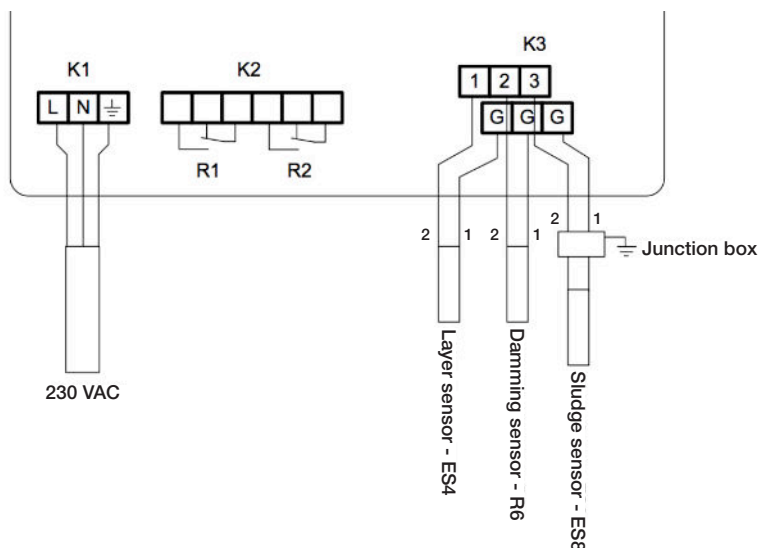 K1
K2
K3
L N
1 2 3
G G G
R1
R2
2 1
2 1
2 1
Junction box
230 VAC
Layer sensor - ES4
Damming sensor - R6
Sludge sensor - ES8